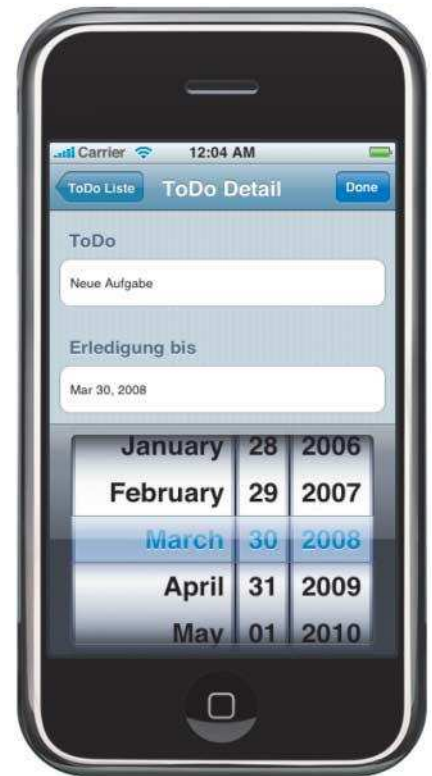 Carrier 12:04 AM
ToDo Liste ToDo Detail Done
ToDo
Neue Aufgabe
Erledigung bis
Mar 30, 2008
January 28 2006
February 29 2007
March 30 2008
April 31 2009
May 01 2010